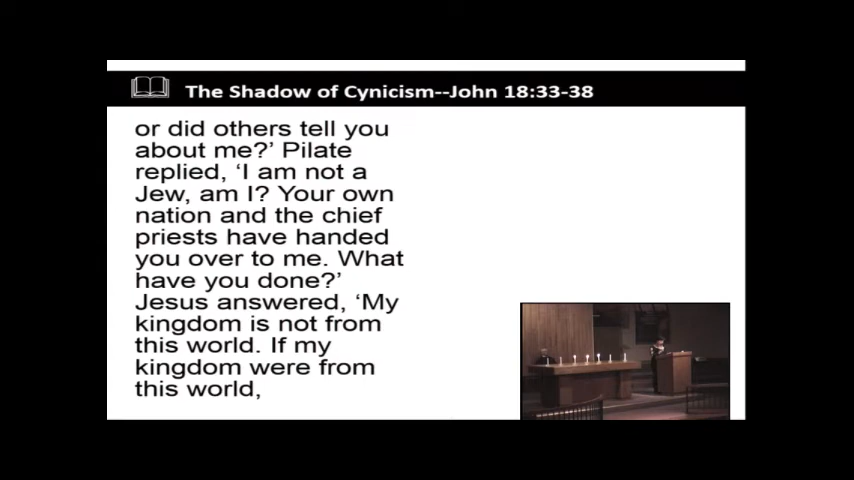 The Shadow of Cynicism--John 18:33-38
or did others tell you
about me?’ Pilate
replied, ‘I am not a
Jew, am I? Your own
nation and the chief
priests have handed
you over to me. What
have you done?’
Jesus answered, ‘My
kingdom is not from
this world. If my
kingdom were from
this world,